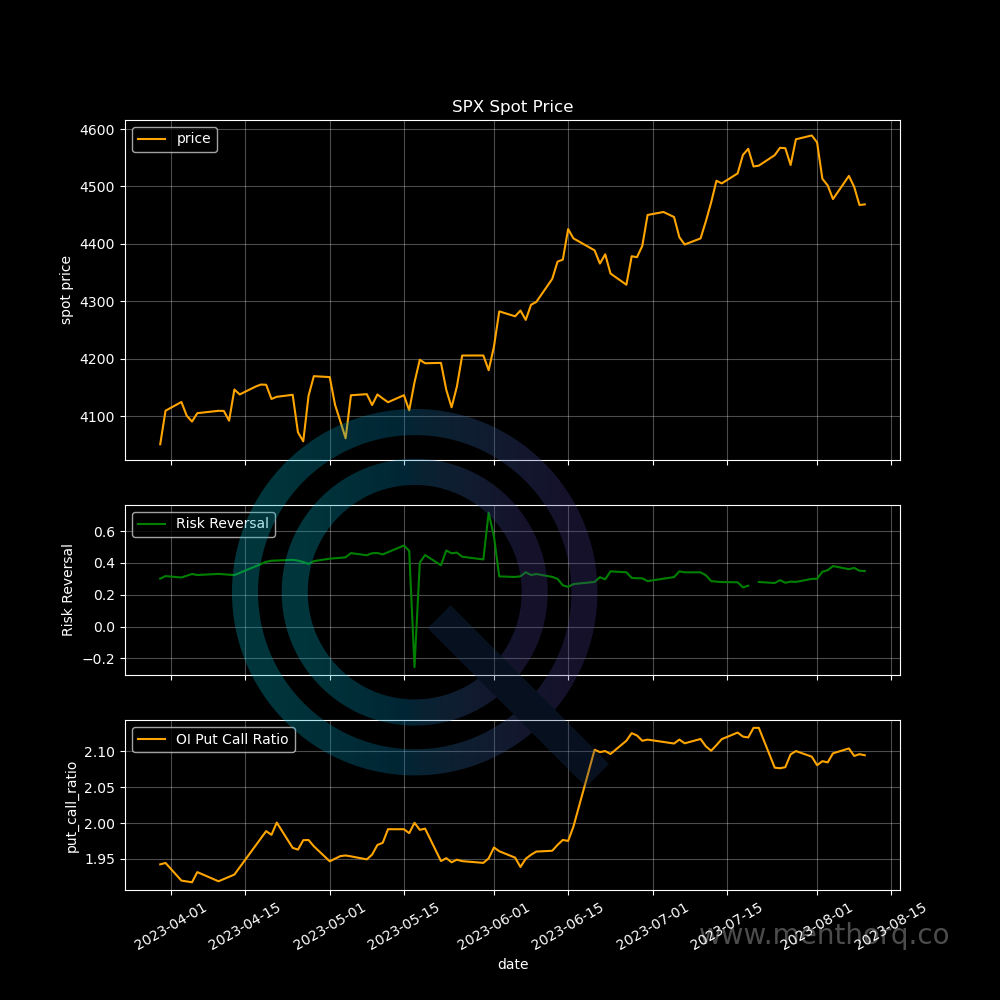 SPX Spot Price
price
4600
4500
4400
4300
4200
4100
spot price
Risk Reversal
0.6
0.4
0.2
0.0
−0.2
Risk Reversal
OI Put Call Ratio
2.10
2.05
2.00
1.95
put_call_ratio
2023-04-01
2023-04-15
2023-05-01
2023-05-15
2023-06-01
2023-06-15
2023-07-01
2023-07-15
2023-08-01
2023-08-15
www.menthorq.co
date